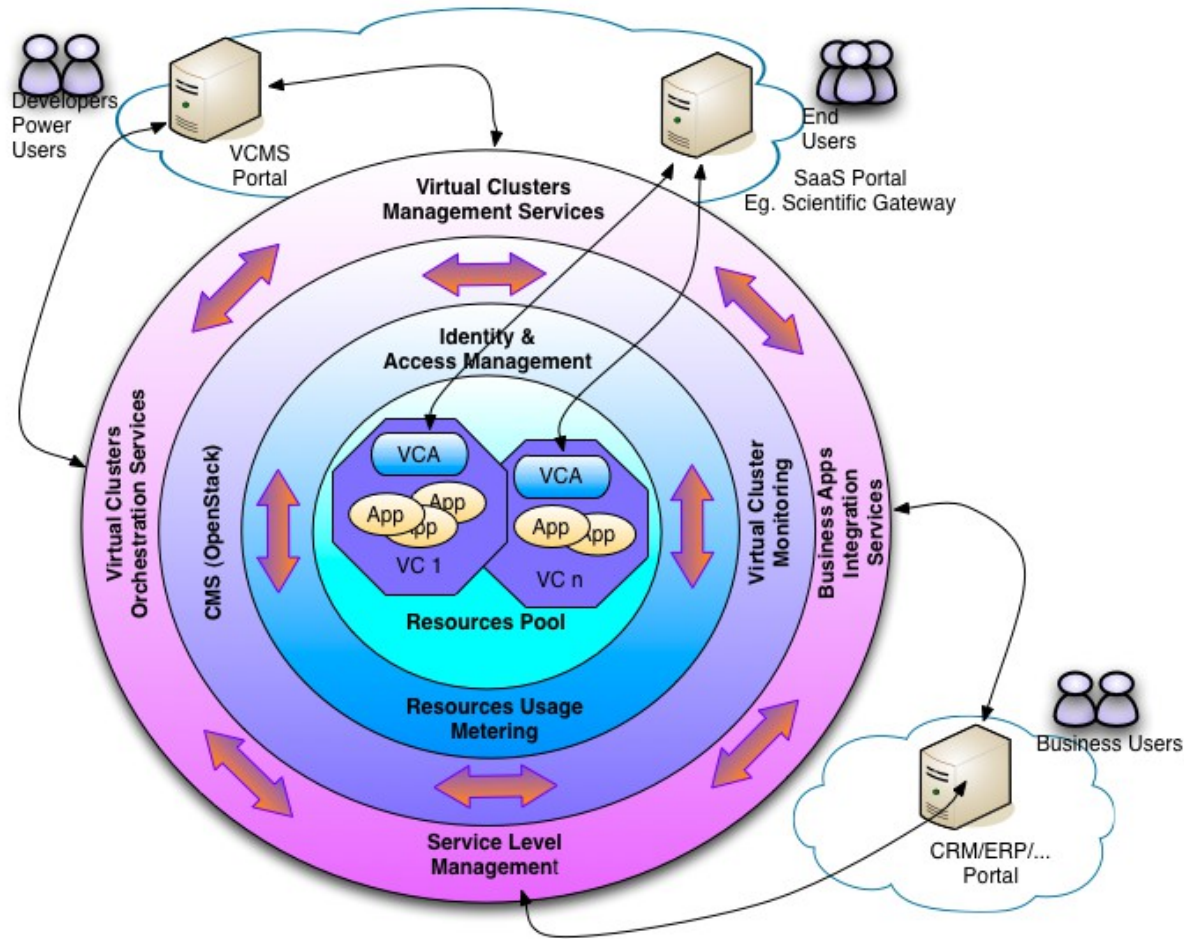 Developers
Power
Users
VCMS
Portal
End
Users
SaaS Portal
Eg. Scientific Gateway
Virtual Clusters
Management Services
Identity &
Access Management
Virtual Clusters
Orchestration Services
CMS (OpenStack)
VCA
App
App
App
VC 1
VCA
App
App
VC n
Resources Pool
Virtual Cluster
Monitoring
Business Apps
Integration
Services
Resources Usage
Metering
Service Level
Management
Business Users
CRM/ERP/...
Portal